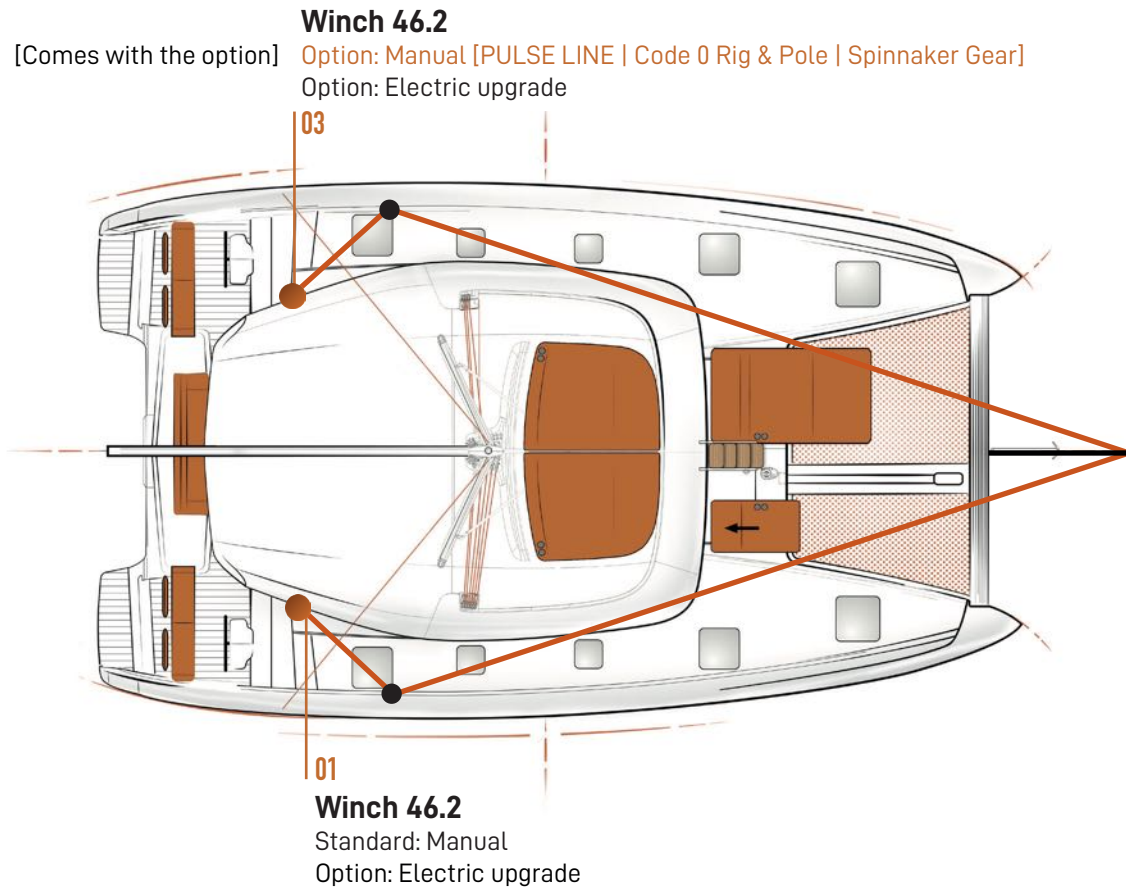 Winch 46.2
[Comes with the option] Option: Manual [PULSE LINE | Code 0 Rig & Pole | Spinnaker Gear]
Option: Electric upgrade
03
01
Winch 46.2
Standard: Manual
Option: Electric upgrade